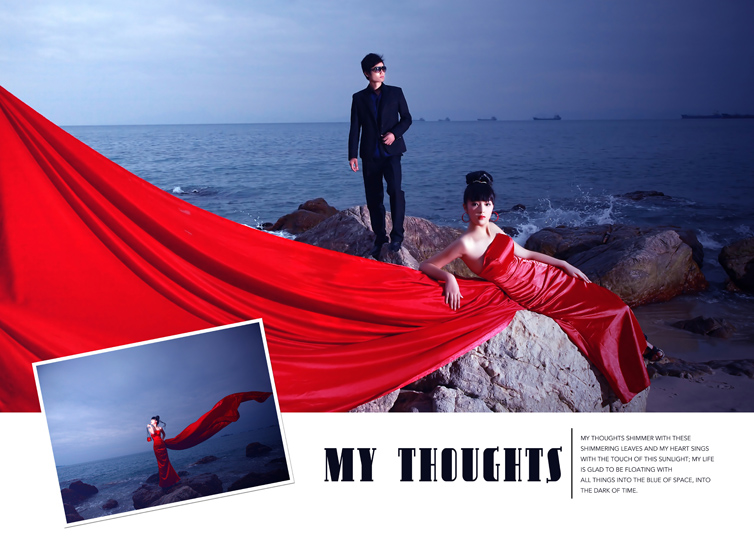 MY THOUGHTS
MY THOUGHTS SHIMMER WITH THESE
SHIMMERING LEAVES AND MY HEART SINGS
WITH THE TOUCH OF THIS SUNLIGHT; MY LIFE
IS GLAD TO BE FLOATING WITH
ALL THINGS INTO THE BLUE OF SPACE, INTO
THE DARK OF TIME.